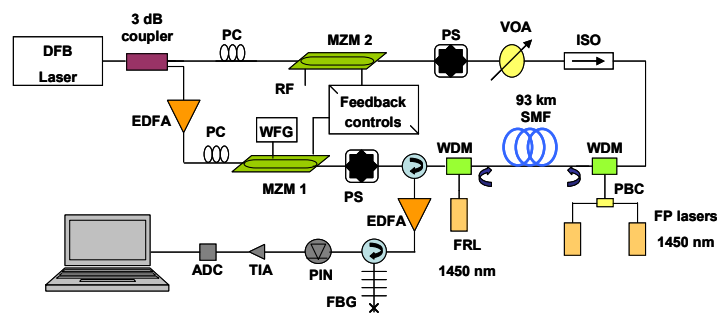 3 dB
coupler
DFB
Laser
PC
MZM 2
PS
VOA
ISO
RF
Feedback
controls
93 km
SMF
EDFA
PC
WFG
WDM
WDM
MZM 1
PS
PBC
EDFA
FP lasers
1450 nm
FRL
1450 nm
ADC
TIA
PIN
FBG